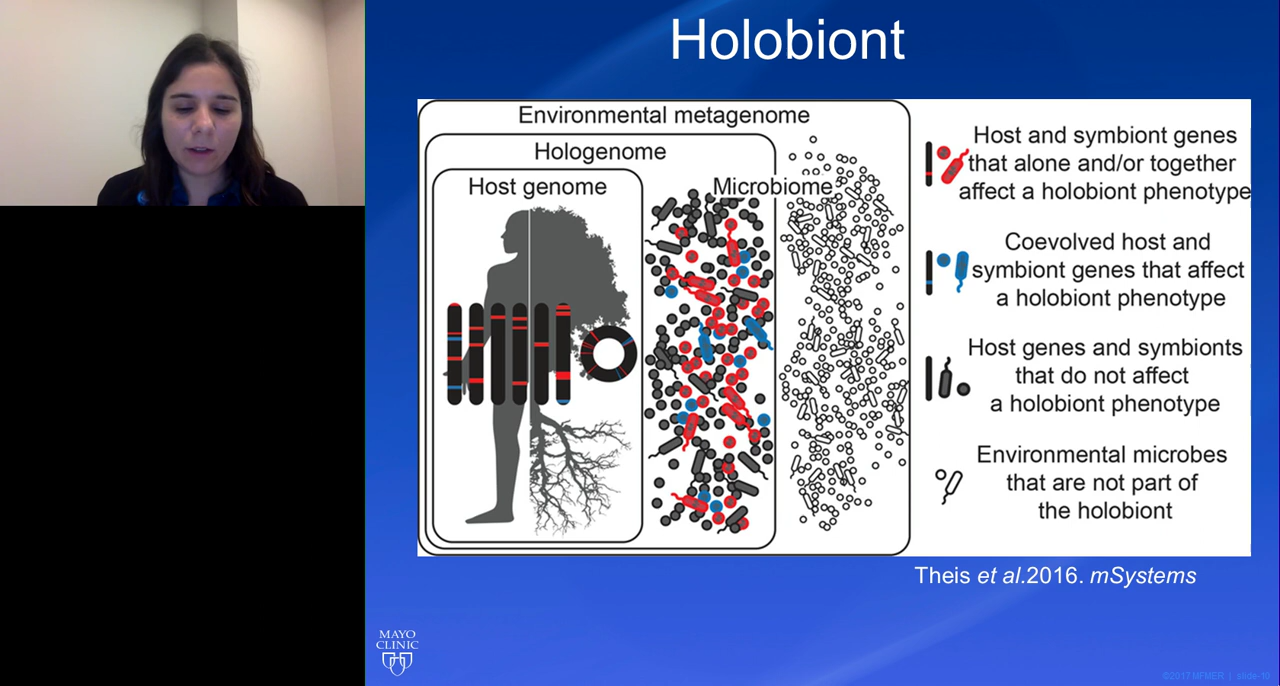 Holobiont
Environmental metagenome
Hologenome
Host genome
Microbiome
Host and symbiont genes
that alone and/or together
affect a holobiont phenotype
Coevolved host and
symbiont genes that affect
a holobiont phenotype
Host genes and symbionts
that do not affect
a holobiont phenotype
Environmental microbes
that are not part of
the holobiont
Theis et al.2016. mSystems
MAYO
CLINIC
©2017 MFMER | slide-10